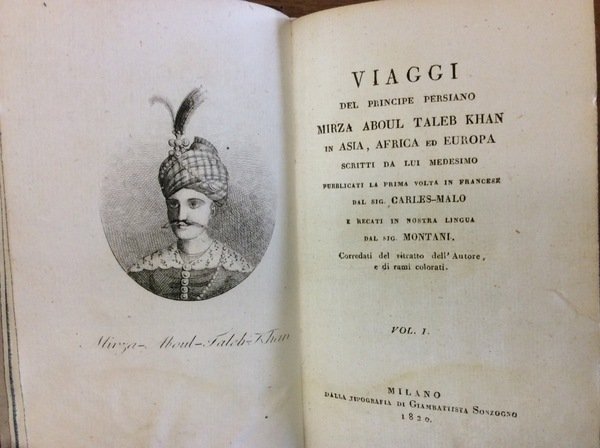 Mirza-Aboul-Taleb-Khan
VIAGGI
DEL PRINCIPE PERSIANO
MIRZA ABOUL TALEB KHAN
IN ASIA, AFRICA ED EUROPA
SCRITTI DA LUI MEDESIMO
PUBBLICATI LA PRIMA VOLTA IN FRANCESE
DAL SIG. CARLES-MALO
E RECATI IN NOSTRA LINGUA
DAL SIG. MONTANI.
Corredati del ritratto dell'Autore,
e di rami colorati.
VOL. I.
MILANO
DALLA TIPOGRAFIA DI GIAMBATTISTA SONZOGNO
1820.